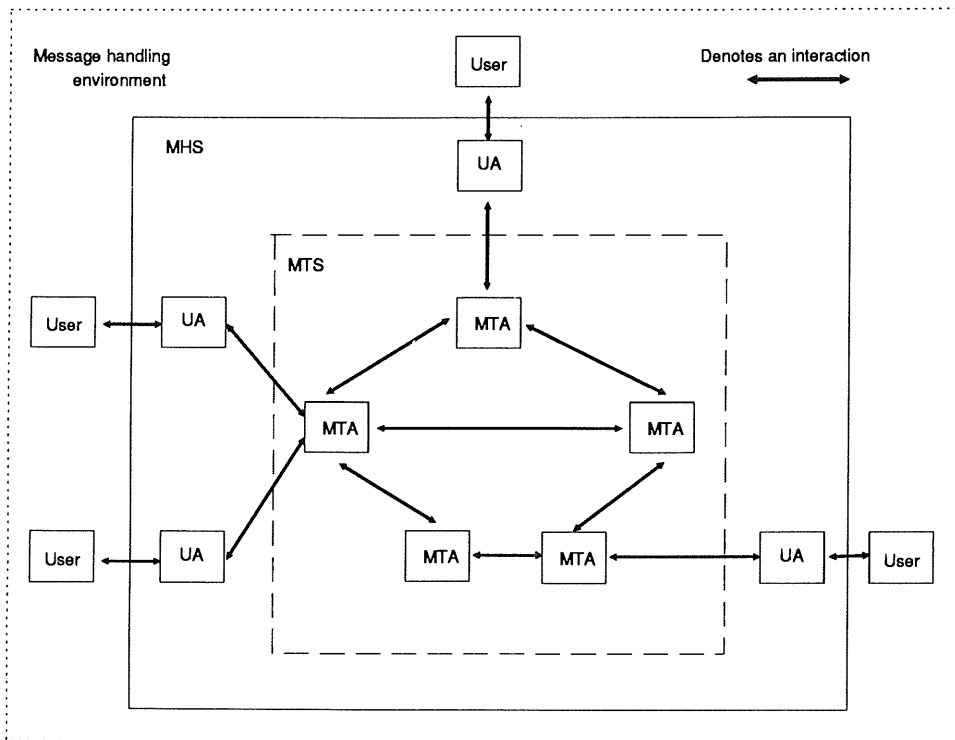 Message handling
environment
User
Denotes an interaction
MHS
UA
MTS
User
UA
MTA
MTA
MTA
User
UA
MTA
MTA
UA
User